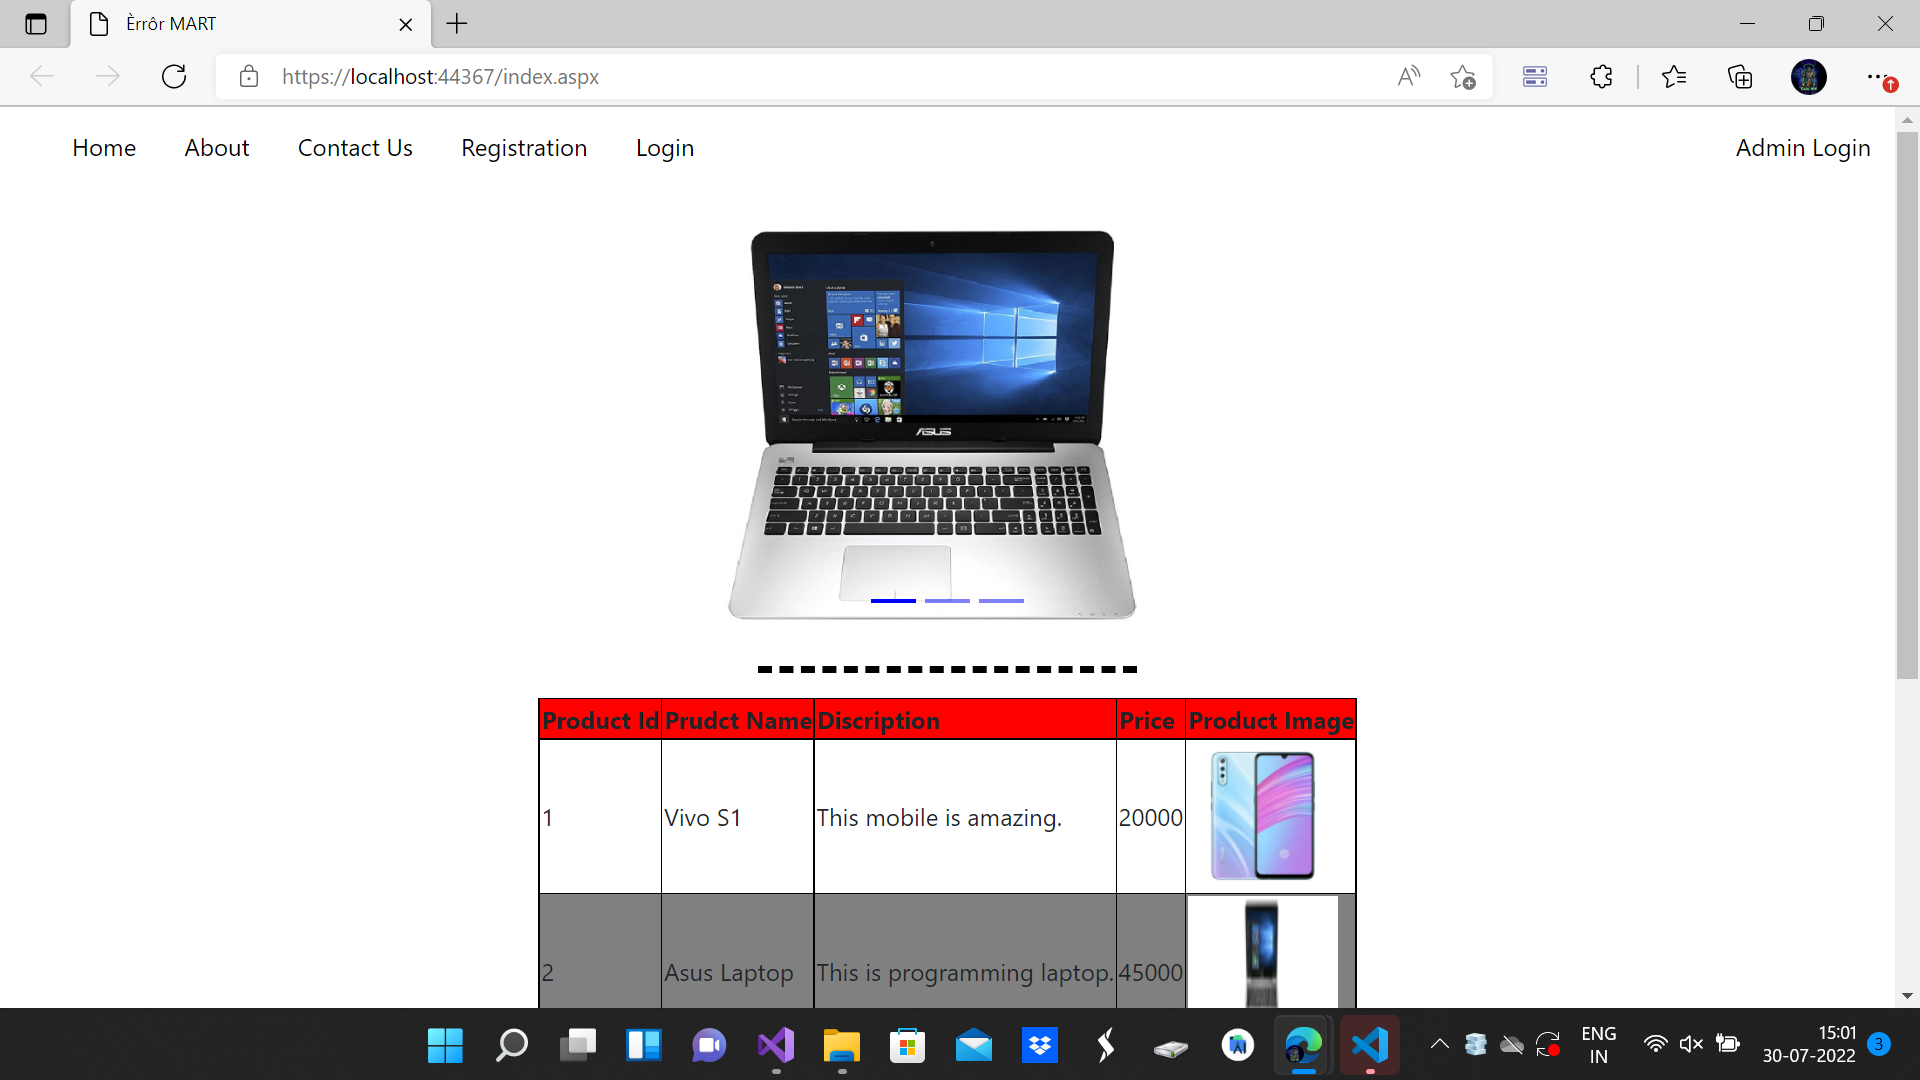 Èrrôr MART
https://localhost:44367/index.aspx
Home About Contact Us Registration Login Admin Login
ASUS
Product Id Prudct Name Discription Price Product Image
1 Vivo S1 This mobile is amazing. 20000
2 Asus Laptop This is programming laptop. 45000
ENG 15:01
IN 30-07-2022 3